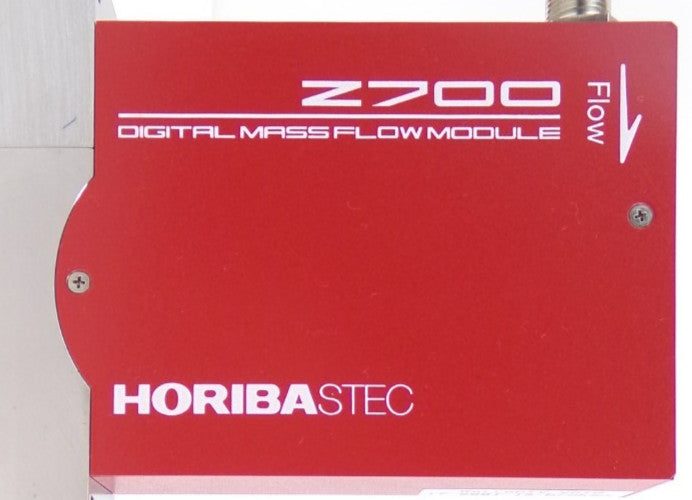 Z700
DIGITAL MASS FLOW MODULE
Flow
HORIBASTEC